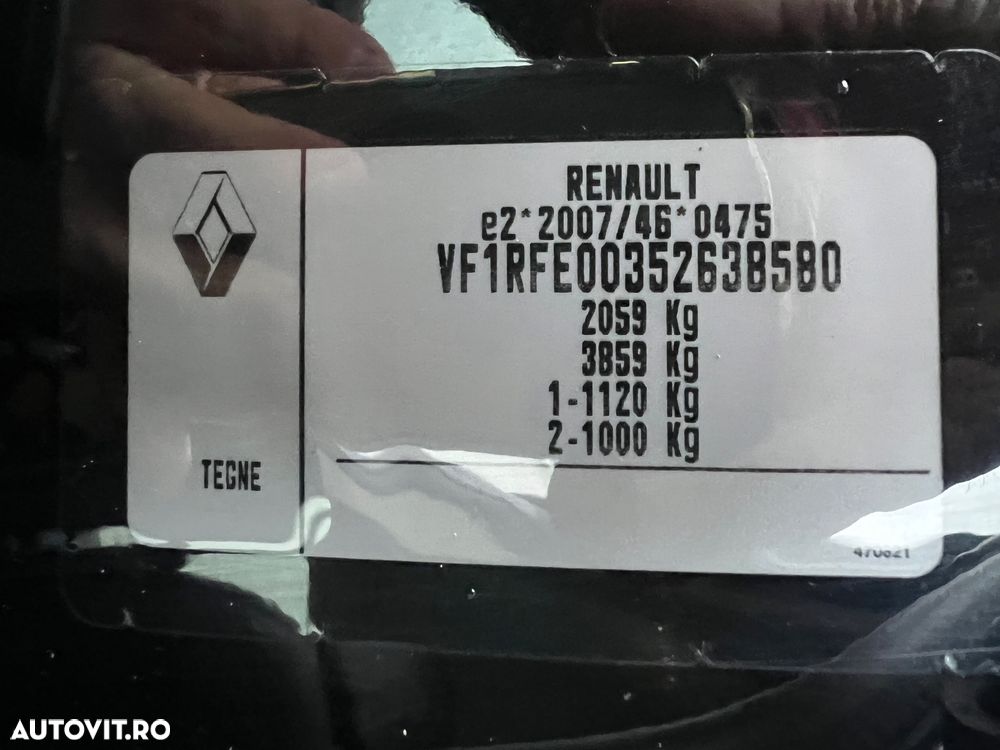 RENAULT
e2*2007/46*0475
VF1RFE00352638580
2059 Kg
3859 Kg
1-1120 Kg
2-1000 Kg
TEGNE
AUTOVIT.RO